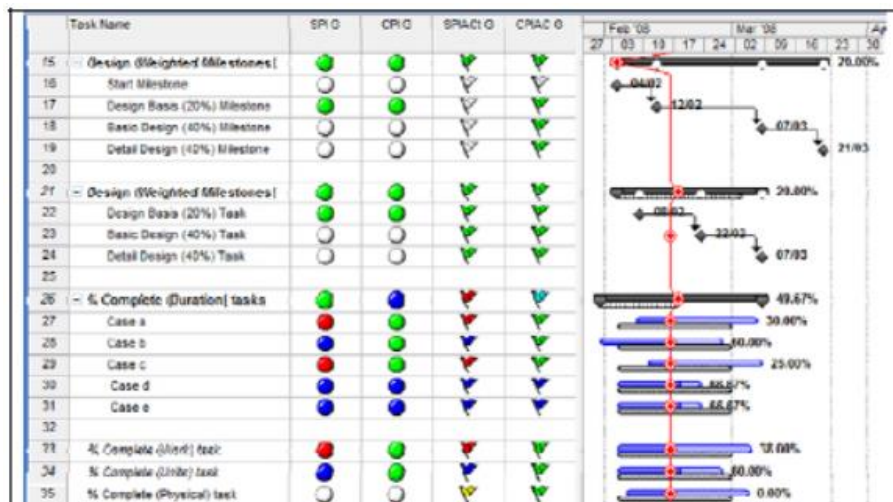 Task Name SPI G CPI G SPIACt G CPIAC G Feb '08 Mar '08
27 03 10 17 24 02 09 16 23 30
15 Design (Weighted Milestones) 20.00%
16 Start Milestone 04/02
17 Design Basis (20%) Milestone 12/02
18 Basic Design (40%) Milestone 07/03
19 Detail Design (40%) Milestone 21/03
20
21 Design (Weighted Milestones) 20.00%
22 Design Basis (20%) Task 08/02
23 Basic Design (40%) Task 22/02
24 Detail Design (40%) Task 07/03
25
26 % Complete (Duration) tasks 49.67%
27 Case a 30.00%
28 Case b 60.00%
29 Case c 25.00%
30 Case d 66.67%
31 Case e 66.67%
32
33 % Complete (Work) task 38.00%
34 % Complete (Units) task 60.00%
35 % Complete (Physical) task 0.00%